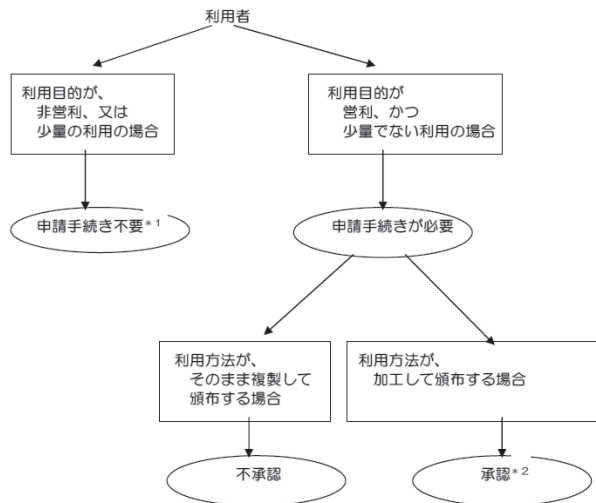 利用者
利用目的が、
非営利、又は
少量の利用の場合
利用目的が
営利、かつ
少量でない利用の場合
申請手続き不要*1
申請手続きが必要
利用方法が、
そのまま複製して
頒布する場合
利用方法が、
加工して頒布する場合
不承認
承認*2